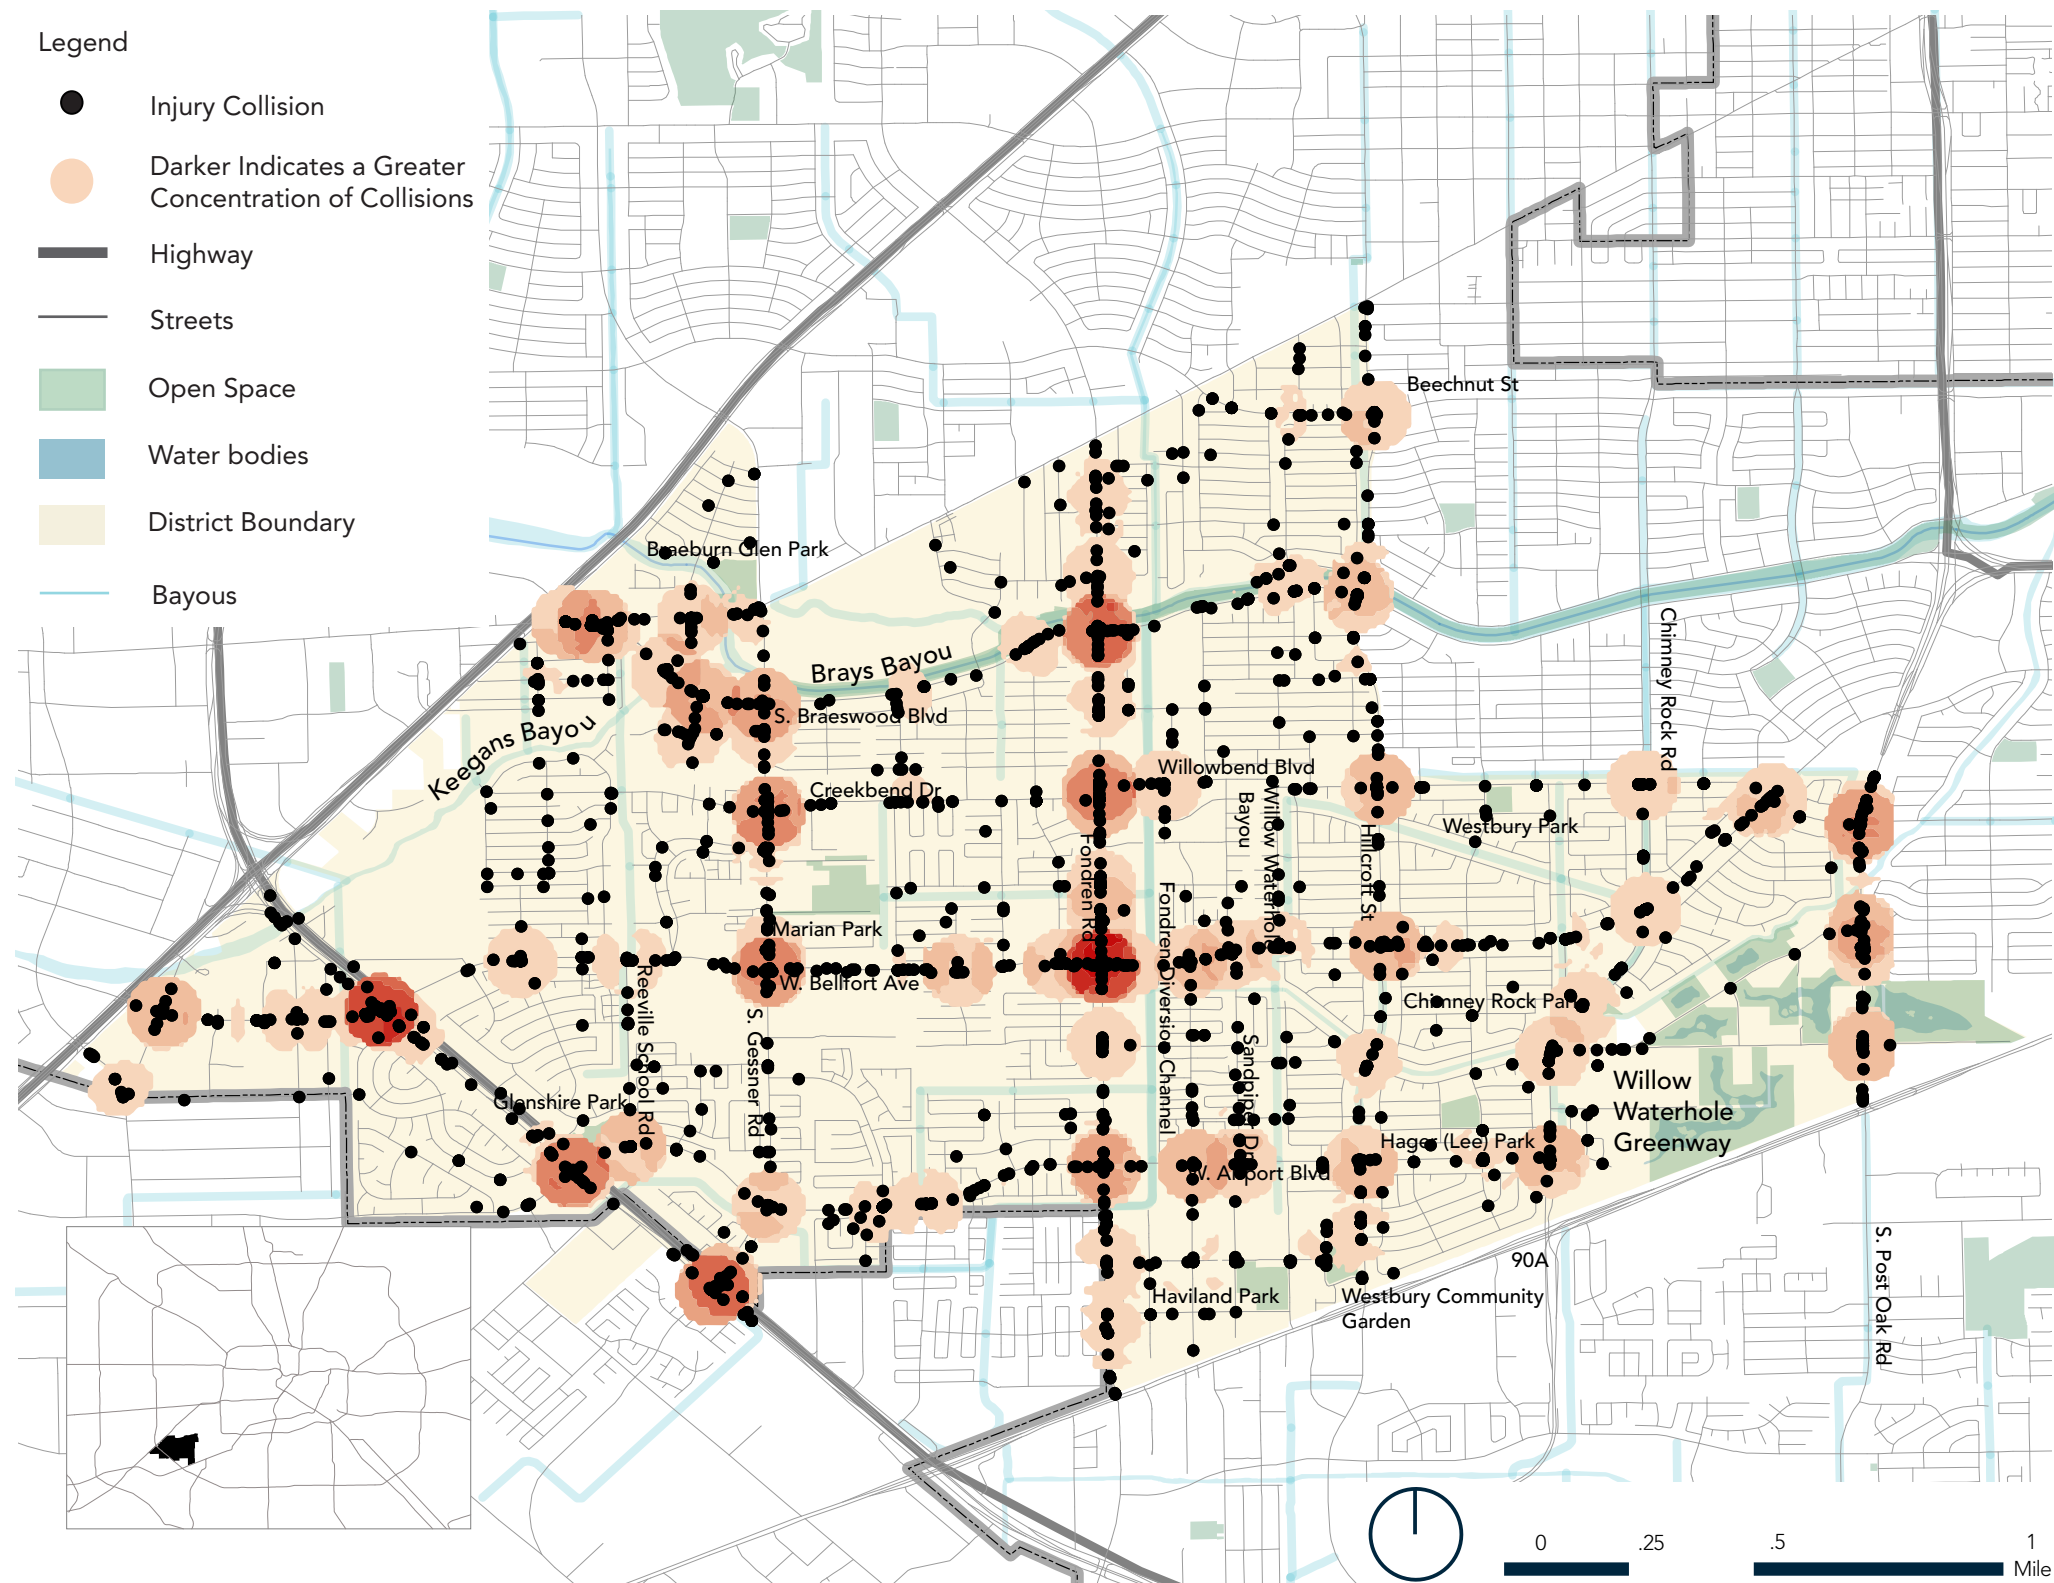 Legend
Injury Collision
Darker Indicates a Greater
Concentration of Collisions
Highway
Streets
Open Space
Water bodies
District Boundary
Bayous
Beechnut St
Braeburn Glen Park
Chimney Rock Rd
Brays Bayou
S. Braeswood Blvd
Keegans Bayou
Willowbend Blvd
Creekbend Dr
Willow Waterhole
Bayou
Westbury Park
Fondren Rd
Hillcroft St
Marian Park
W. Bellfort Ave
Fondren Diversion Channel
Reeville School Rd
Chimney Rock Park
S. Gessner Rd
Sandpiper Dr
Willow
Waterhole
Greenway
Glenshire Park
Hager (Lee) Park
W. Airport Blvd
S. Post Oak Rd
90A
Haviland Park
Westbury Community
Garden
0 .25 .5 1
Mile